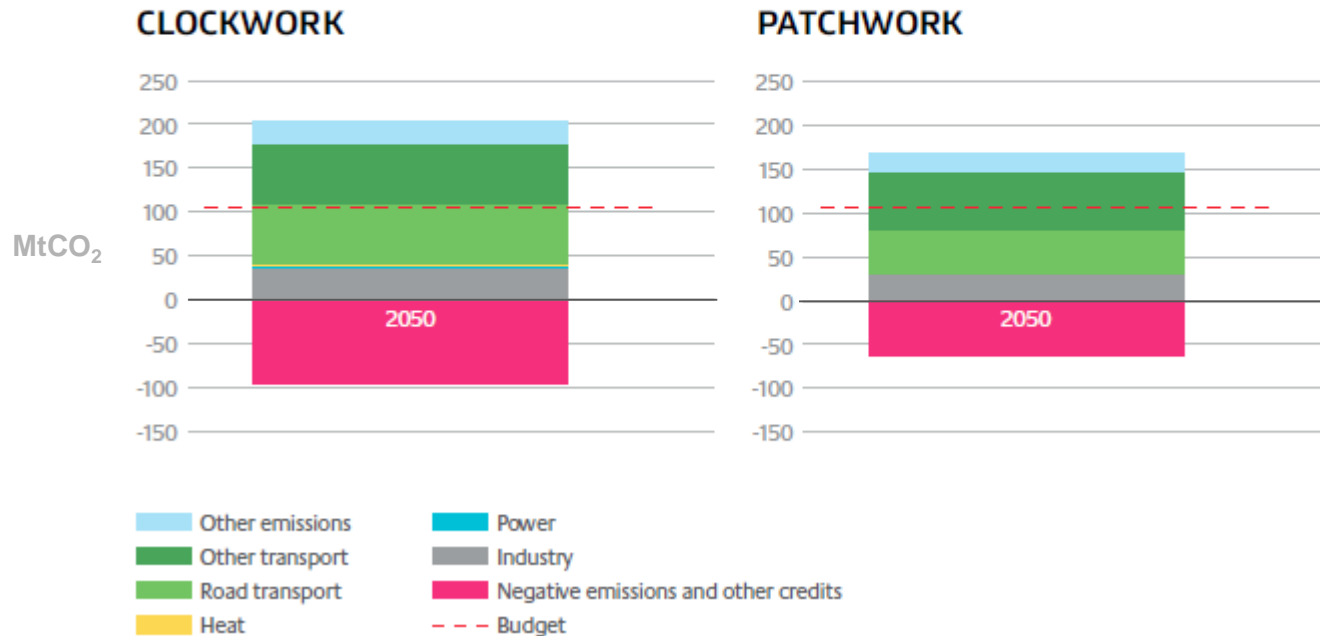 CLOCKWORK
250
200
150
100
50
0
-50
-100
-150
MtCO₂
2050
PATCHWORK
250
200
150
100
50
0
-50
-100
-150
2050
Other emissions
Other transport
Road transport
Heat
Power
Industry
Negative emissions and other credits
Budget